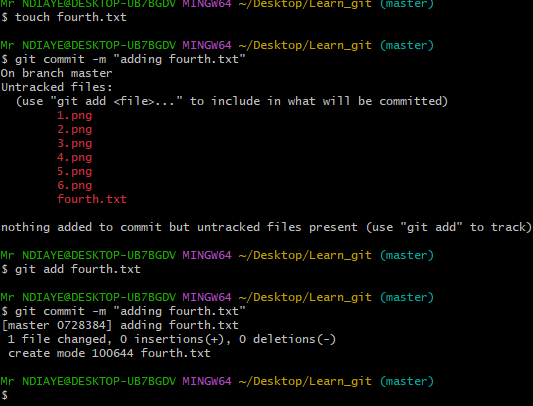 Mr NDIAYE@DESKTOP-UB7BGDV MINGW64 ~/Desktop/Learn_git (master)
$ touch fourth.txt
Mr NDIAYE@DESKTOP-UB7BGDV MINGW64 ~/Desktop/Learn_git (master)
$ git commit -m "adding fourth.txt"
On branch master
Untracked files:
  (use "git add <file>..." to include in what will be committed)
        1.png
        2.png
        3.png
        4.png
        5.png
        6.png
        fourth.txt
nothing added to commit but untracked files present (use "git add" to track)
Mr NDIAYE@DESKTOP-UB7BGDV MINGW64 ~/Desktop/Learn_git (master)
$ git add fourth.txt
Mr NDIAYE@DESKTOP-UB7BGDV MINGW64 ~/Desktop/Learn_git (master)
$ git commit -m "adding fourth.txt"
[master 0728384] adding fourth.txt
 1 file changed, 0 insertions(+), 0 deletions(-)
 create mode 100644 fourth.txt
Mr NDIAYE@DESKTOP-UB7BGDV MINGW64 ~/Desktop/Learn_git (master)
$